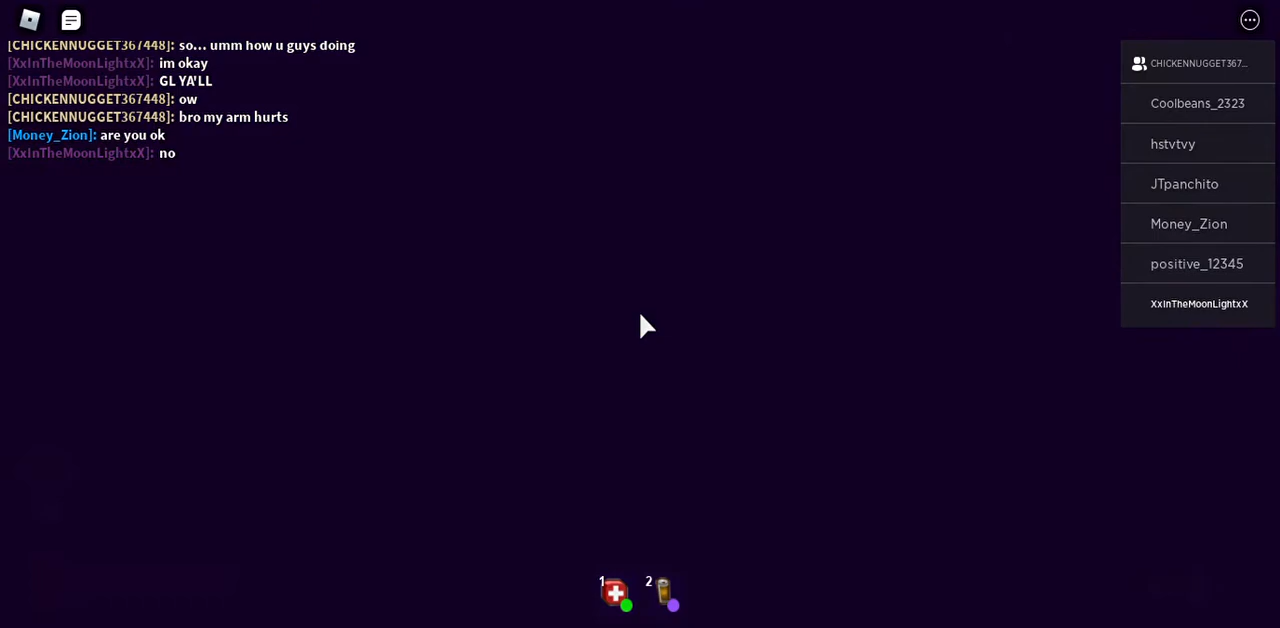 [CHICKENNUGGET367448]: so... umm how u guys doing
[XxInTheMoonLightxX]: im okay
[XxInTheMoonLightxX]: GL YA'LL
[CHICKENNUGGET367448]: ow
[CHICKENNUGGET367448]: bro my arm hurts
[Money_Zion]: are you ok
[XxInTheMoonLightxX]: no
CHICKENNUGGET367...
Coolbeans_2323
hstvtvy
JTpanchito
Money_Zion
positive_12345
XxInTheMoonLightxX
1 2